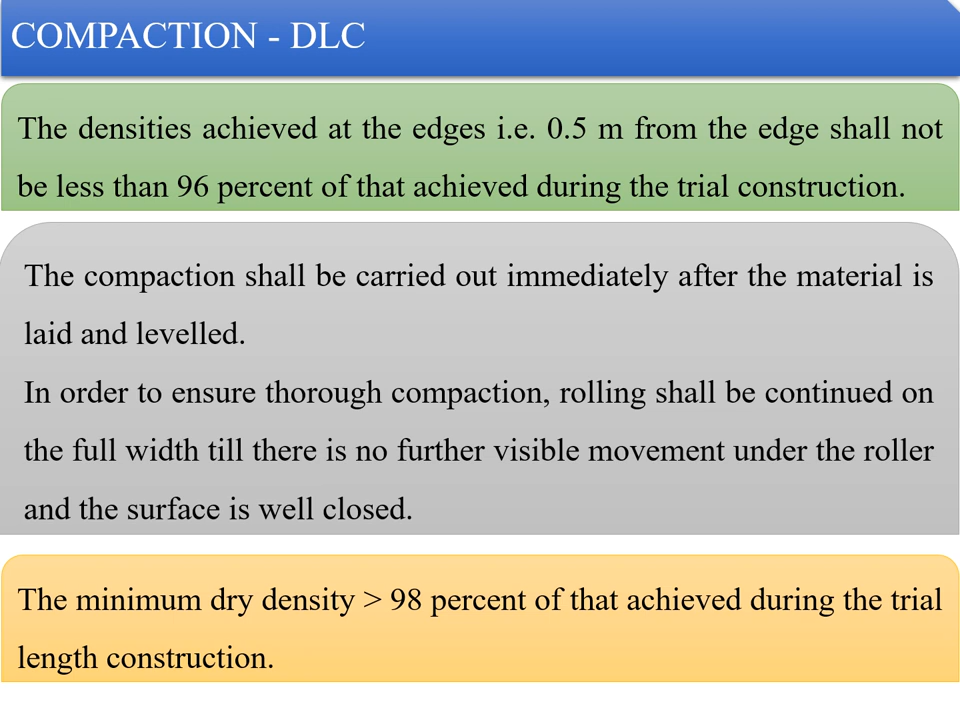 COMPACTION - DLC
The densities achieved at the edges i.e. 0.5 m from the edge shall not
be less than 96 percent of that achieved during the trial construction.
The compaction shall be carried out immediately after the material is
laid and levelled.
In order to ensure thorough compaction, rolling shall be continued on
the full width till there is no further visible movement under the roller
and the surface is well closed.
The minimum dry density > 98 percent of that achieved during the trial
length construction.